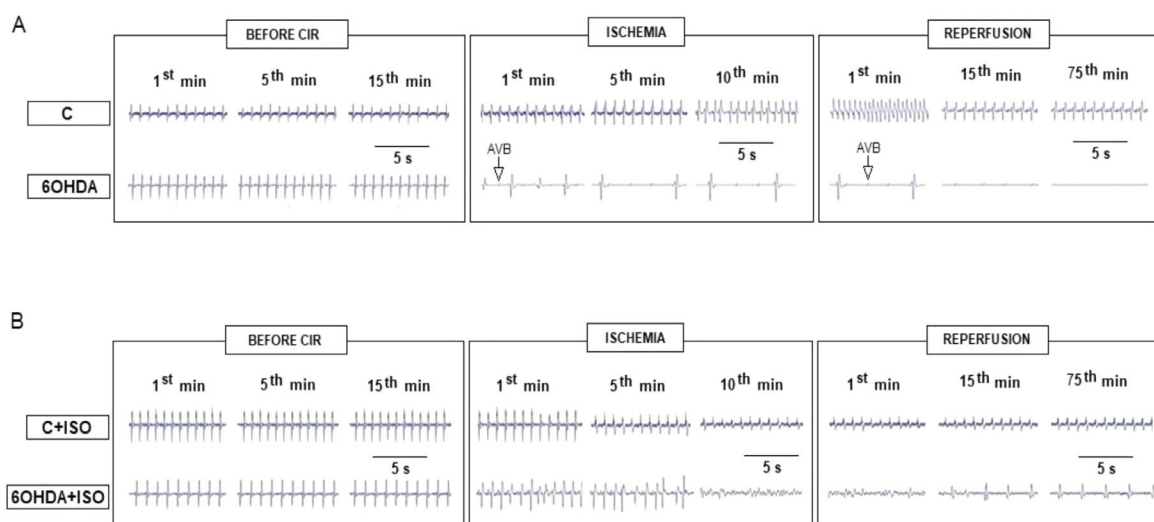 A
BEFORE CIR
ISCHEMIA
REPERFUSION
1st min 5th min 15th min
1st min 5th min 10th min
1st min 15th min 75th min
C
5 s
5 s
5 s
AVB
AVB
6OHDA
B
BEFORE CIR
ISCHEMIA
REPERFUSION
1st min 5th min 15th min
1st min 5th min 10th min
1st min 15th min 75th min
C+ISO
5 s
5 s
5 s
6OHDA+ISO